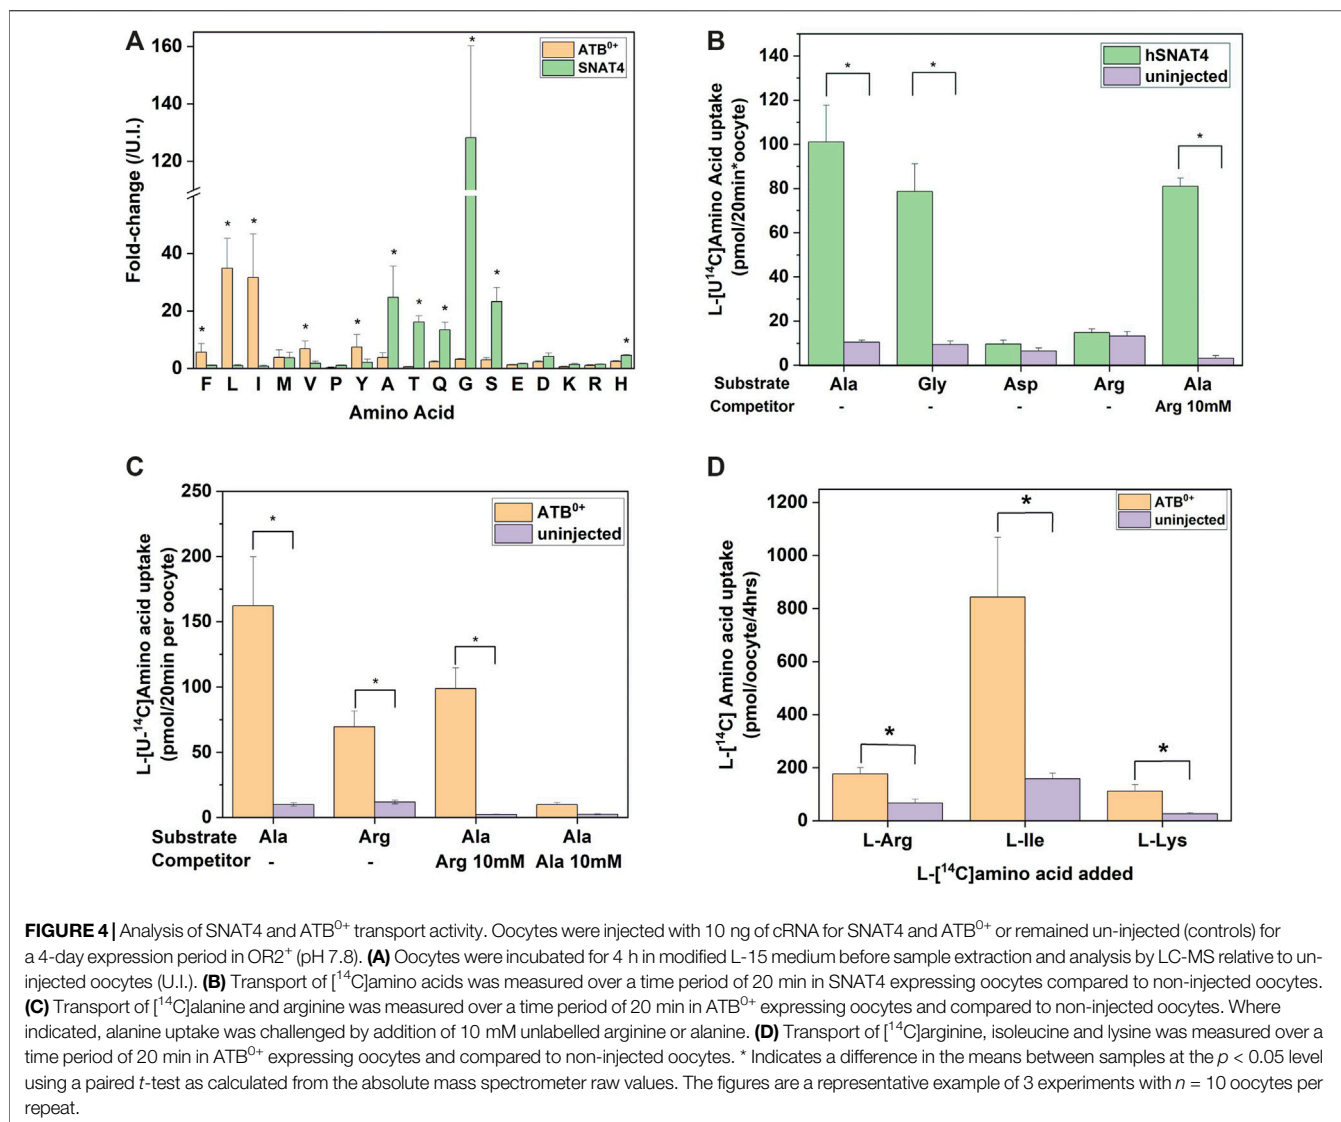 A
160
140
120
40
20
0
Fold-change (/U.I.)
ATB0+
SNAT4
* * * * * * * * * * * *
F L I M V P Y A T Q G S E D K R H
Amino Acid
B
140
120
100
80
60
40
20
0
L-[U14C]Amino Acid uptake
(pmol/20min*oocyte)
hSNAT4
uninjected
* * *
Substrate Ala Gly Asp Arg Ala
Competitor - - - - Arg 10mM
C
250
200
150
100
50
0
L-[U-14C]Amino acid uptake
(pmol/20min per oocyte)
ATB0+
uninjected
* * *
Substrate Ala Arg Ala Ala
Competitor - - Arg 10mM Ala 10mM
D
1200
1000
800
600
400
200
0
L-[14C] Amino acid uptake
(pmol/oocyte/4hrs)
ATB0+
uninjected
* * *
L-Arg L-Ile L-Lys
L-[14C]amino acid added
FIGURE 4 | Analysis of SNAT4 and ATB0+ transport activity. Oocytes were injected with 10 ng of cRNA for SNAT4 and ATB0+ or remained un-injected (controls) for
a 4-day expression period in OR2+ (pH 7.8). (A) Oocytes were incubated for 4 h in modified L-15 medium before sample extraction and analysis by LC-MS relative to un-
injected oocytes (U.I.). (B) Transport of [14C]amino acids was measured over a time period of 20 min in SNAT4 expressing oocytes compared to non-injected oocytes.
(C) Transport of [14C]alanine and arginine was measured over a time period of 20 min in ATB0+ expressing oocytes and compared to non-injected oocytes. Where
indicated, alanine uptake was challenged by addition of 10 mM unlabelled arginine or alanine. (D) Transport of [14C]arginine, isoleucine and lysine was measured over a
time period of 20 min in ATB0+ expressing oocytes and compared to non-injected oocytes. * Indicates a difference in the means between samples at the p < 0.05 level
using a paired t-test as calculated from the absolute mass spectrometer raw values. The figures are a representative example of 3 experiments with n = 10 oocytes per
repeat.